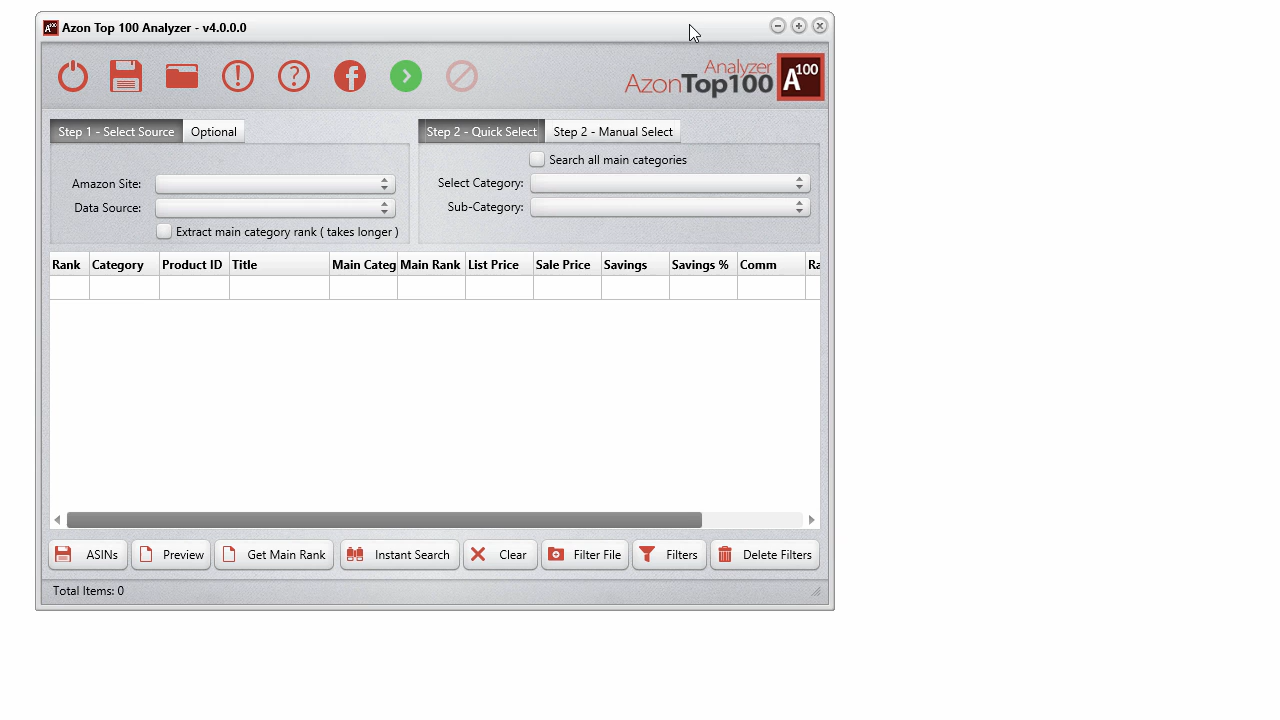 Azon Top 100 Analyzer - v4.0.0.0
Analyzer
AzonTop100
A100
Step 1 - Select Source
Optional
Step 2 - Quick Select
Step 2 - Manual Select
Search all main categories
Amazon Site:
Select Category:
Data Source:
Sub-Category:
Extract main category rank ( takes longer )
Rank Category Product ID Title Main Categ Main Rank List Price Sale Price Savings Savings % Comm Ra
ASINs Preview Get Main Rank Instant Search Clear Filter File Filters Delete Filters
Total Items: 0